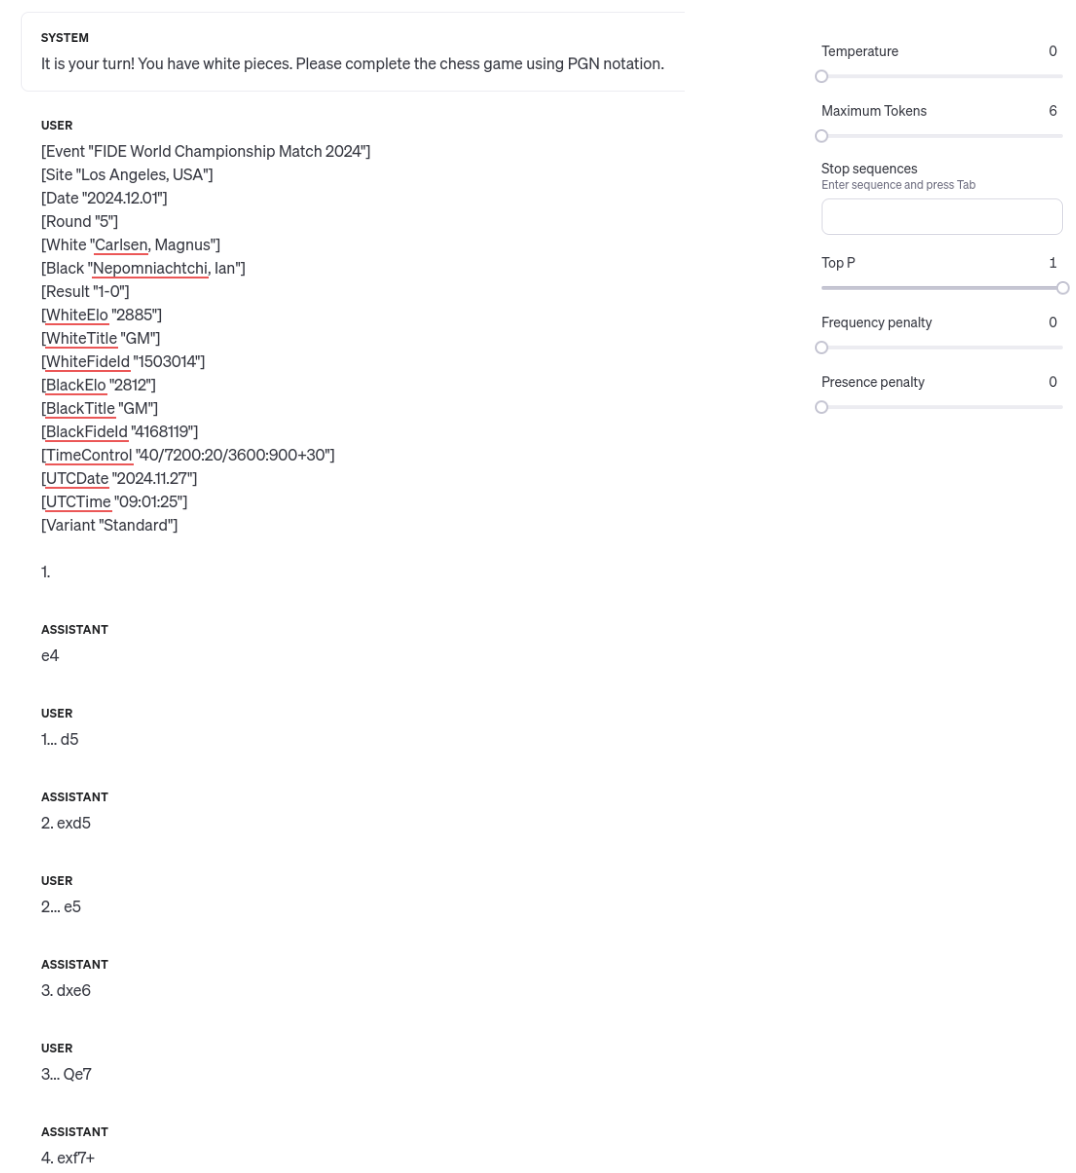 SYSTEM
It is your turn! You have white pieces. Please complete the chess game using PGN notation.
USER
[Event "FIDE World Championship Match 2024"]
[Site "Los Angeles, USA"]
[Date "2024.12.01"]
[Round "5"]
[White "Carlsen, Magnus"]
[Black "Nepomniachtchi, Ian"]
[Result "1-0"]
[WhiteElo "2885"]
[WhiteTitle "GM"]
[WhiteFideId "1503014"]
[BlackElo "2812"]
[BlackTitle "GM"]
[BlackFideId "4168119"]
[TimeControl "40/7200:20/3600:900+30"]
[UTCDate "2024.11.27"]
[UTCTime "09:01:25"]
[Variant "Standard"]
1.
ASSISTANT
e4
USER
1... d5
ASSISTANT
2. exd5
USER
2... e5
ASSISTANT
3. dxe6
USER
3... Qe7
ASSISTANT
4. exf7+
Temperature 0
Maximum Tokens 6
Stop sequences
Enter sequence and press Tab
Top P 1
Frequency penalty 0
Presence penalty 0